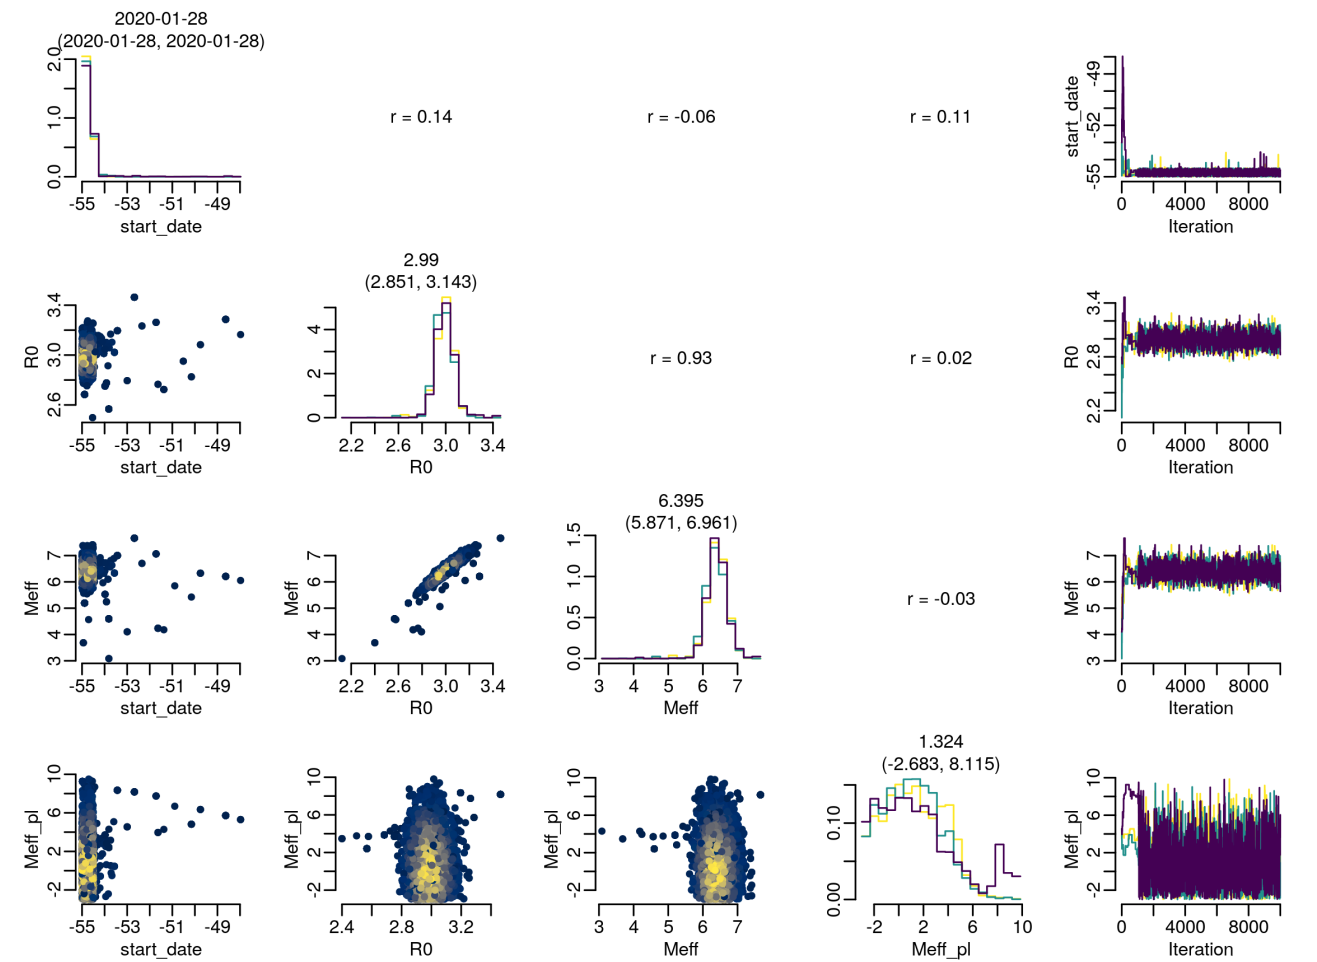 2020-01-28
(2020-01-28, 2020-01-28)
0.0 1.0 2.0
-55 -53 -51 -49
start_date
r = 0.14
r = -0.06
r = 0.11
start_date
-55 -52 -49
0 4000 8000
Iteration
R0
2.6 3.0 3.4
-55 -53 -51 -49
start_date
2.99
(2.851, 3.143)
0 2 4
2.2 2.6 3.0 3.4
R0
r = 0.93
r = 0.02
R0
2.2 2.8 3.4
0 4000 8000
Iteration
Meff
3 4 5 6 7
-55 -53 -51 -49
start_date
Meff
3 4 5 6 7
2.2 2.6 3.0 3.4
R0
6.395
(5.871, 6.961)
0.0 0.5 1.0 1.5
3 4 5 6 7
Meff
r = -0.03
Meff
3 4 5 6 7
0 4000 8000
Iteration
Meff_pl
-2 2 6 10
-55 -53 -51 -49
start_date
Meff_pl
-2 2 6 10
2.4 2.8 3.2
R0
Meff_pl
-2 2 6 10
3 4 5 6 7
Meff
1.324
(-2.683, 8.115)
0.00 0.10
-2 2 6 10
Meff_pl
Meff_pl
-2 2 6 10
0 4000 8000
Iteration